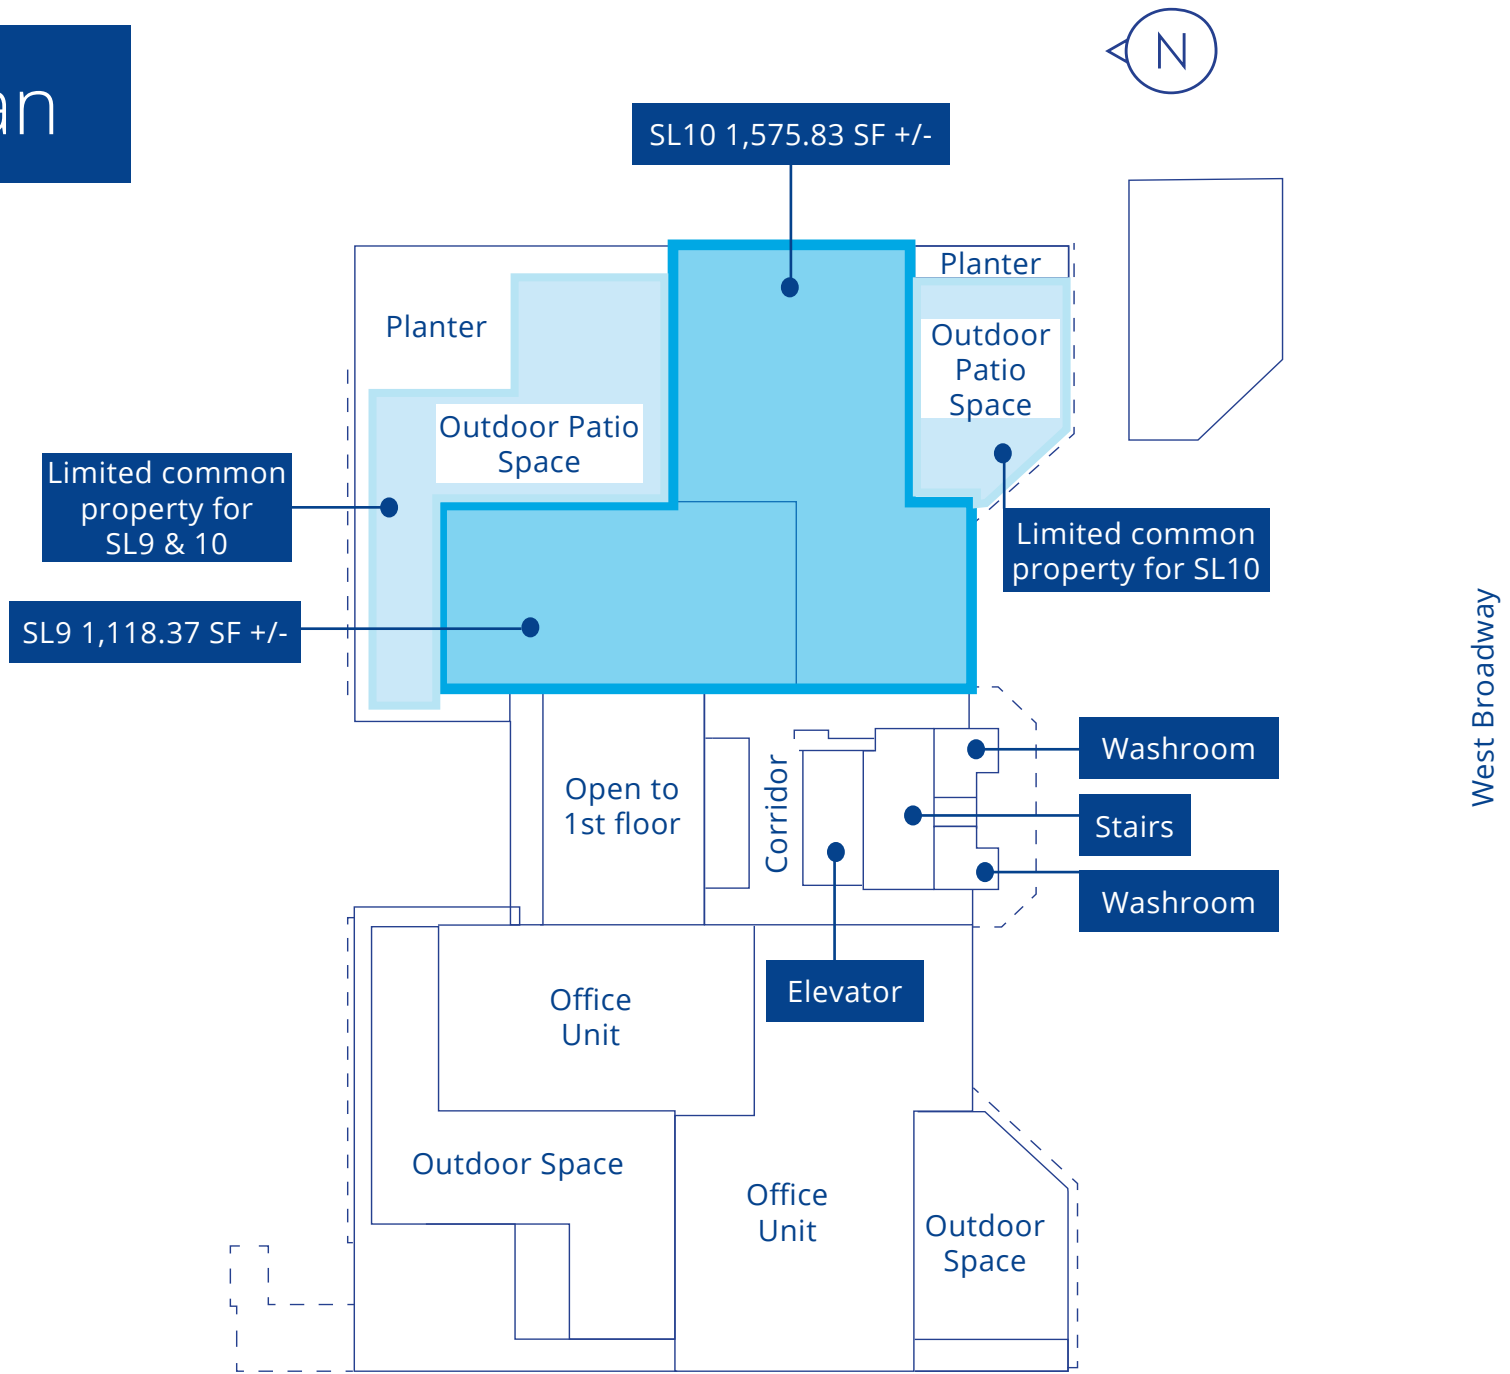 an
N
SL10 1,575.83 SF +/-
Planter
Planter
Outdoor
Patio
Space
Outdoor Patio
Space
Limited common
property for
SL9 & 10
Limited common
property for SL10
SL9 1,118.37 SF +/-
West Broadway
Washroom
Open to
1st floor
Corridor
Stairs
Washroom
Elevator
Office
Unit
Outdoor Space
Office
Unit
Outdoor
Space